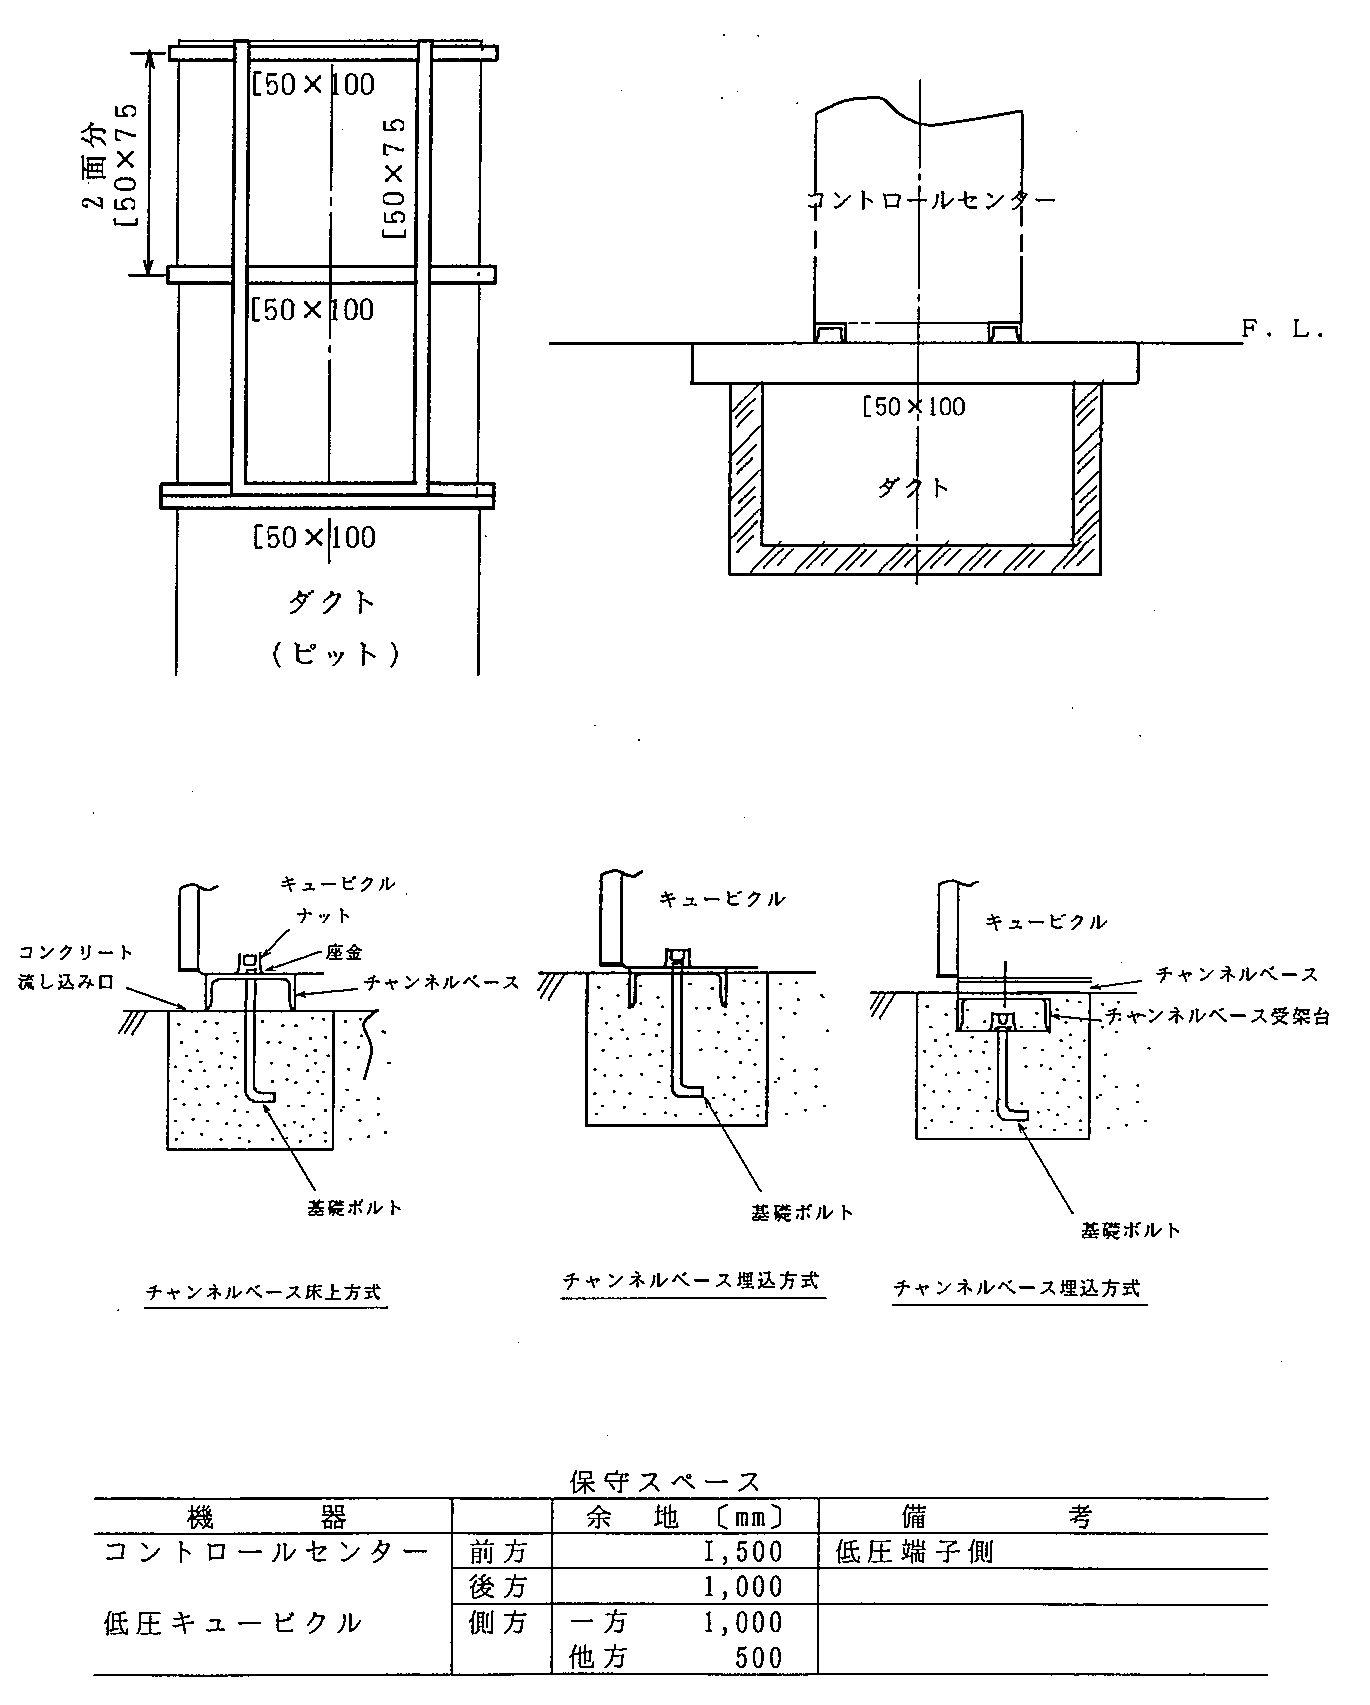 [50×100
2面分
[50×75
[50×75
[50×100
[50×100
ダクト
(ピット)
コントロールセンター
F.L.
[50×100
ダクト
キュービクル
ナット
座金
コンクリート
流し込み口
チャンネルベース
基礎ボルト
チャンネルベース床上方式
キュービクル
基礎ボルト
チャンネルベース埋込方式
キュービクル
チャンネルベース
チャンネルベース受架台
基礎ボルト
チャンネルベース埋込方式
保守スペース
機器 余地〔mm〕 備考
コントロールセンター 前方 1,500 低圧端子側
後方 1,000
低圧キュービクル 側方 一方 1,000
他方 500